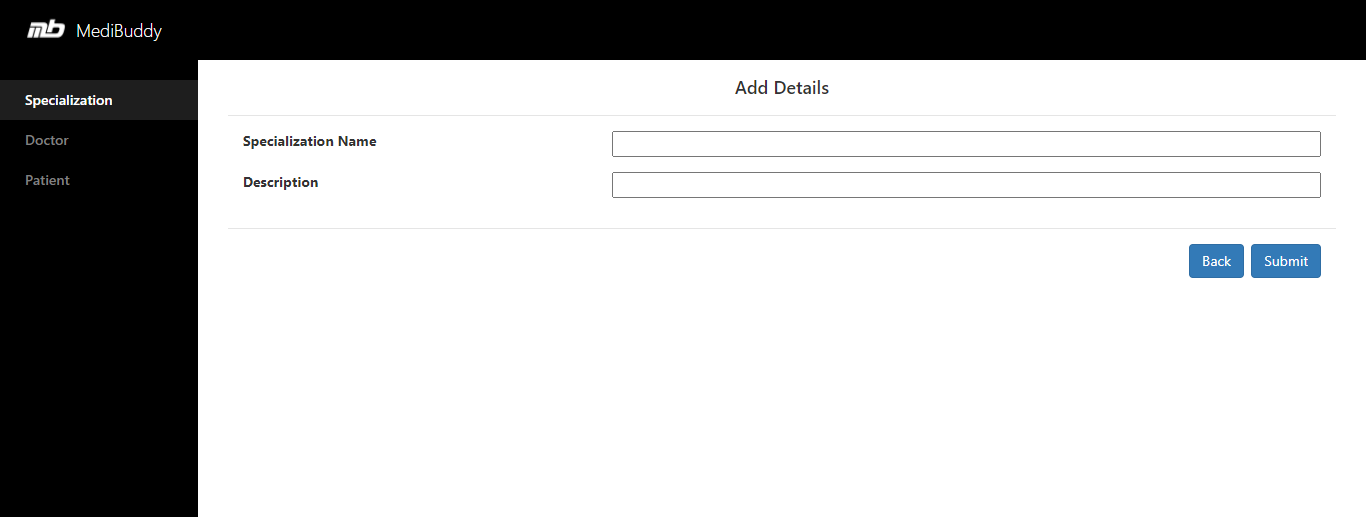 mb MediBuddy
Specialization
Doctor
Patient
Add Details
Specialization Name
Description
Back Submit